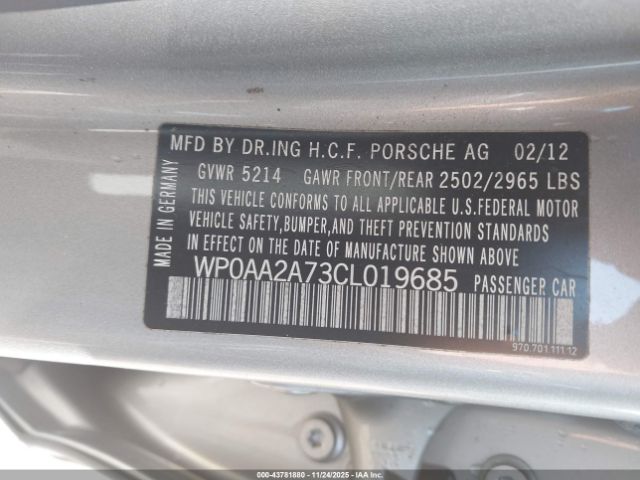 MFD BY DR.ING H.C.F. PORSCHE AG 02/12
GVWR 5214 GAWR FRONT/REAR 2502/2965 LBS
THIS VEHICLE CONFORMS TO ALL APPLICABLE U.S.FEDERAL MOTOR
VEHICLE SAFETY,BUMPER,AND THEFT PREVENTION STANDARDS
IN EFFECT ON THE DATE OF MANUFACTURE SHOWN ABOVE
WP0AA2A73CL019685 PASSENGER CAR
MADE IN GERMANY
970.701.111.12
000-43781880 - 11/24/2025 - COPYRIGHT IAA, LLC